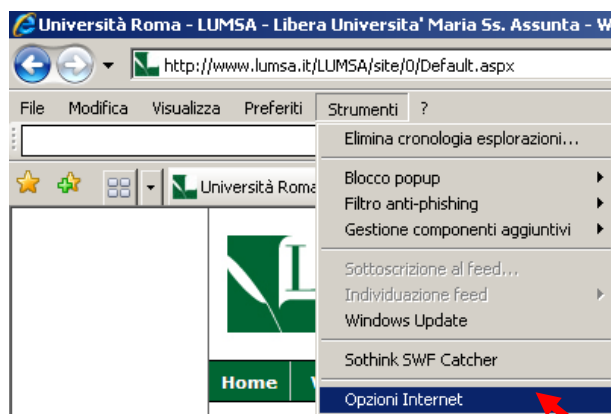 Università Roma - LUMSA - Libera Universita' Maria Ss. Assunta - W
http://www.lumsa.it/LUMSA/site/0/Default.aspx
File Modifica Visualizza Preferiti Strumenti ?
Elimina cronologia esplorazioni...
Blocco popup
Università Roma
Filtro anti-phishing
Gestione componenti aggiuntivi
Sottoscrizione al feed...
Individuazione feed
Windows Update
Sothink SWF Catcher
Home
Opzioni Internet